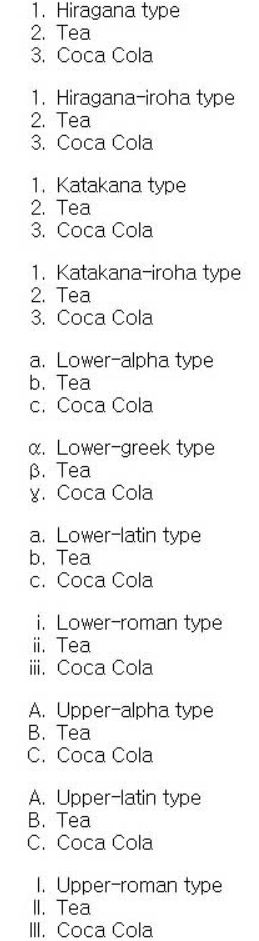 1. Hiragana type
2. Tea
3. Coca Cola
1. Hiragana-iroha type
2. Tea
3. Coca Cola
1. Katakana type
2. Tea
3. Coca Cola
1. Katakana-iroha type
2. Tea
3. Coca Cola
a. Lower-alpha type
b. Tea
c. Coca Cola
α. Lower-greek type
β. Tea
γ. Coca Cola
a. Lower-latin type
b. Tea
c. Coca Cola
i. Lower-roman type
ii. Tea
iii. Coca Cola
A. Upper-alpha type
B. Tea
C. Coca Cola
A. Upper-latin type
B. Tea
C. Coca Cola
I. Upper-roman type
II. Tea
III. Coca Cola